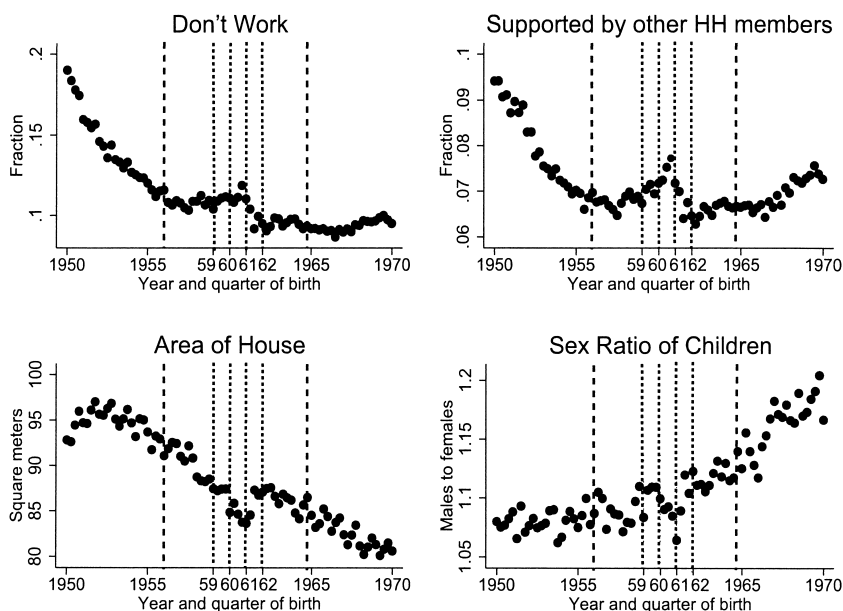 Don't Work
Fraction
.2
.15
.1
1950 1955 59 60 61 62 1965 1970
Year and quarter of birth
Supported by other HH members
Fraction
.1
.09
.08
.07
.06
1950 1955 59 60 61 62 1965 1970
Year and quarter of birth
Area of House
Square meters
100
95
90
85
80
1950 1955 59 60 61 62 1965 1970
Year and quarter of birth
Sex Ratio of Children
Males to females
1.2
1.15
1.1
1.05
1950 1955 59 60 61 62 1965 1970
Year and quarter of birth